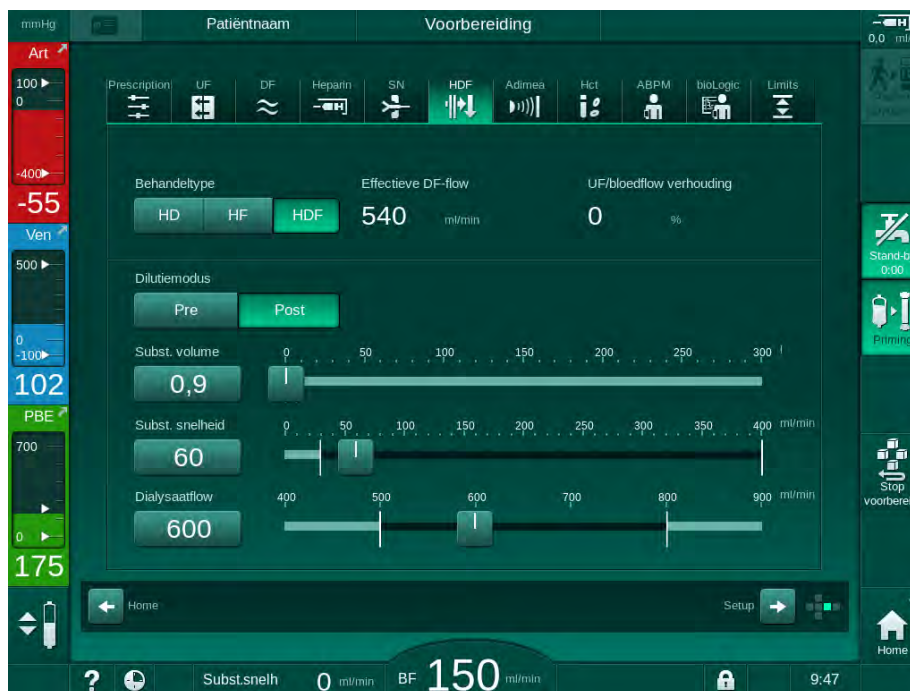 mmHg Patiëntnaam Voorbereiding
0,0 ml/
Art
100
0
-400
-55
Ven
500
0
-100
102
PBE
700
0
175
Prescription UF DF Heparin SN HDF Adimea Hct ABPM bioLogic Limits
Behandeltype Effectieve DF-flow UF/bloedflow verhouding
HD HF HDF 540 ml/min 0 %
Dilutiemodus
Pre Post
Subst. volume 0 50 100 150 200 250 300 l
0,9
Subst. snelheid 0 50 100 150 200 250 300 350 400 ml/min
60
Dialysaatflow 400 500 600 700 800 900 ml/min
600
Home Setup
Stand-b
0:00
Priming
Stop
voorberei
Home
? Subst.snelh 0 ml/min BF 150 ml/min 9:47